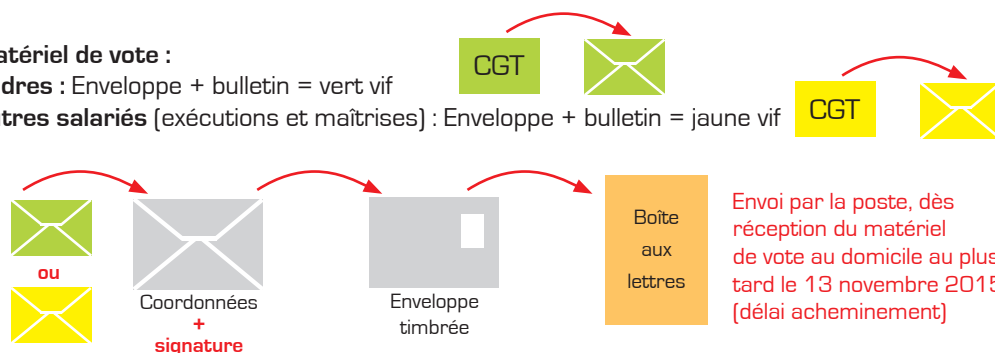 atériel de vote :
CGT
dres : Enveloppe + bulletin = vert vif
tres salariés (exécutions et maîtrises) : Enveloppe + bulletin = jaune vif
CGT
ou
Coordonnées
+
signature
Enveloppe
timbrée
Boîte
aux
lettres
Envoi par la poste, dès
réception du matériel
de vote au domicile au plus
tard le 13 novembre 2015
(délai acheminement)